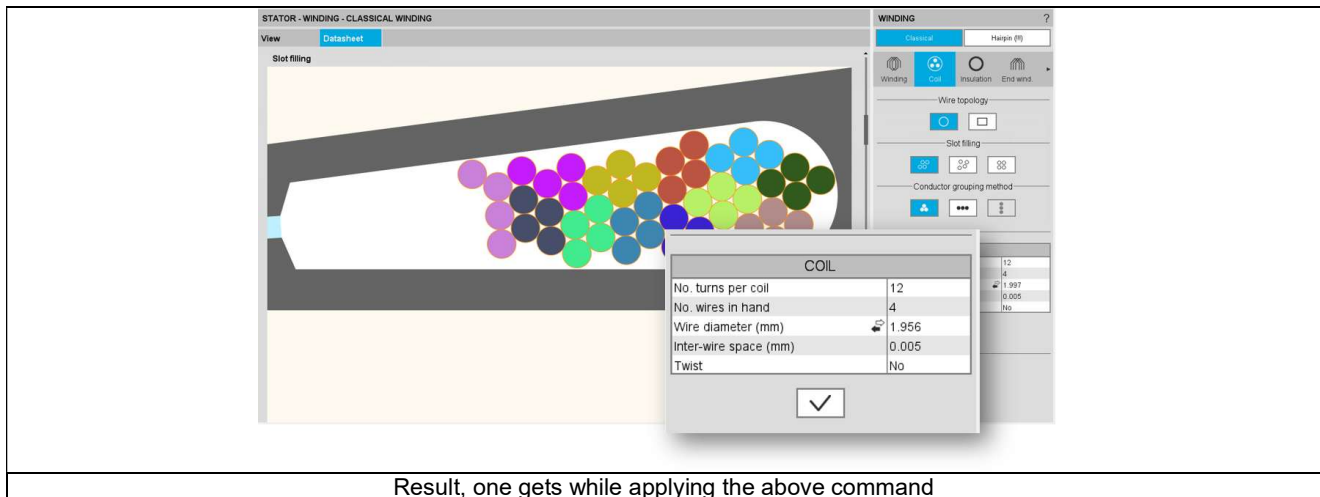 STATOR - WINDING - CLASSICAL WINDING
View
Datasheet
Slot filling
WINDING ?
Classical
Hairpin (!!!)
Winding
Coil
Insulation
End wind.
Wire topology
Slot filling
Conductor grouping method
12
4
1.997
0.005
No
COIL
No. turns per coil 12
No. wires in hand 4
Wire diameter (mm) 1.956
Inter-wire space (mm) 0.005
Twist No
Result, one gets while applying the above command